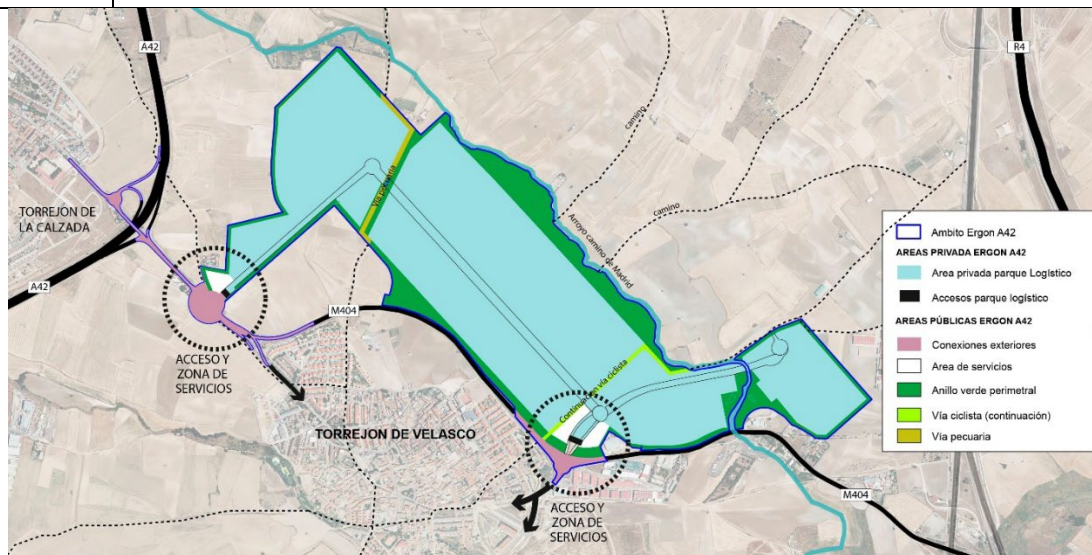 A42
R4
camino
Vía pecuaria
TORREJON DE
LA CALZADA
camino
Arroyo camino de Madrid
A42
M404
ACCESO Y
ZONA DE
SERVICIOS
Continuación vía ciclista
TORREJON DE VELASCO
M404
ACCESO Y
ZONA DE
SERVICIOS
Ambito Ergon A42
AREAS PRIVADA ERGON A42
Area privada parque Logístico
Accesos parque logístico
AREAS PÚBLICAS ERGON A42
Conexiones exteriores
Area de servicios
Anillo verde perimetral
Vía ciclista (continuación)
Vía pecuaria